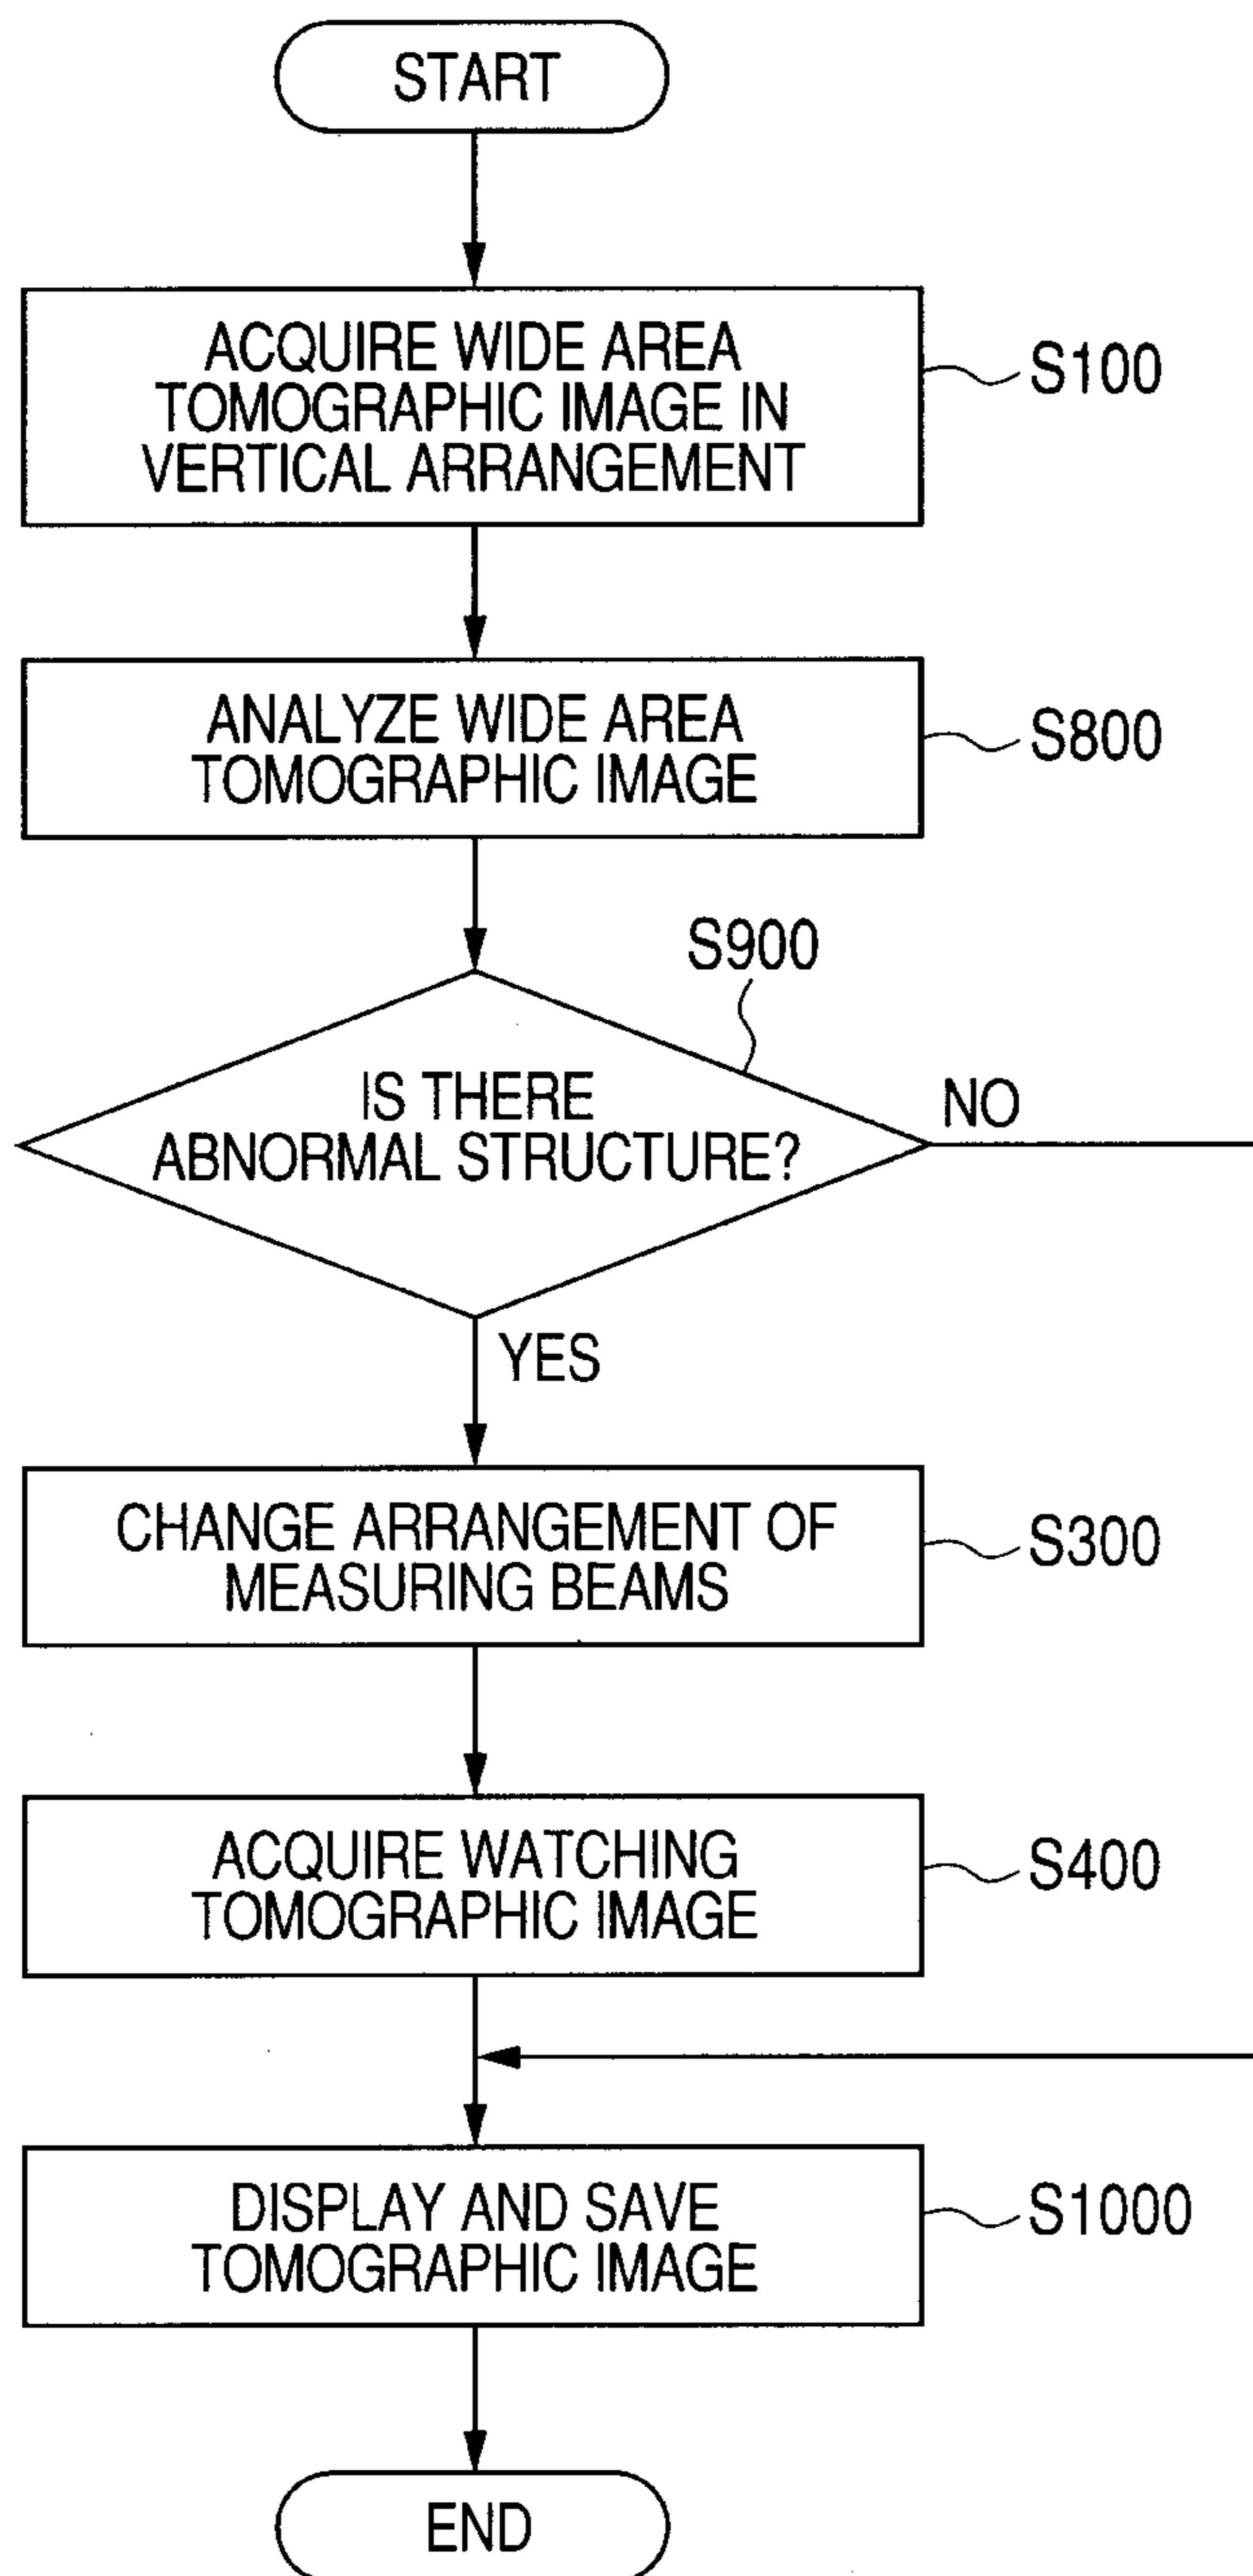 START
ACQUIRE WIDE AREA
TOMOGRAPHIC IMAGE IN
VERTICAL ARRANGEMENT
S100
ANALYZE WIDE AREA
TOMOGRAPHIC IMAGE
S800
S900
IS THERE
ABNORMAL STRUCTURE?
NO
YES
CHANGE ARRANGEMENT OF
MEASURING BEAMS
S300
ACQUIRE WATCHING
TOMOGRAPHIC IMAGE
S400
DISPLAY AND SAVE
TOMOGRAPHIC IMAGE
S1000
END